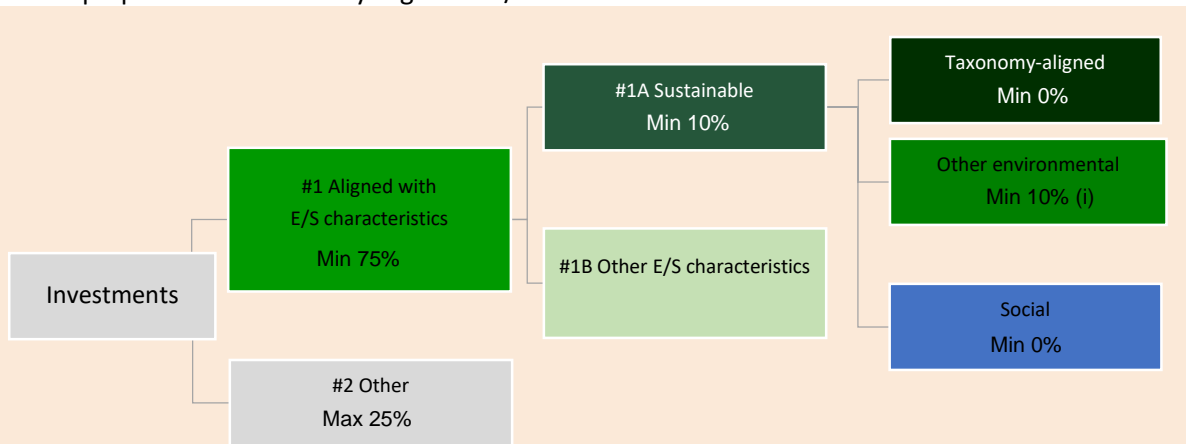 Investments
#1 Aligned with
E/S characteristics
Min 75%
#2 Other
Max 25%
#1A Sustainable
Min 10%
#1B Other E/S characteristics
Taxonomy-aligned
Min 0%
Other environmental
Min 10% (i)
Social
Min 0%